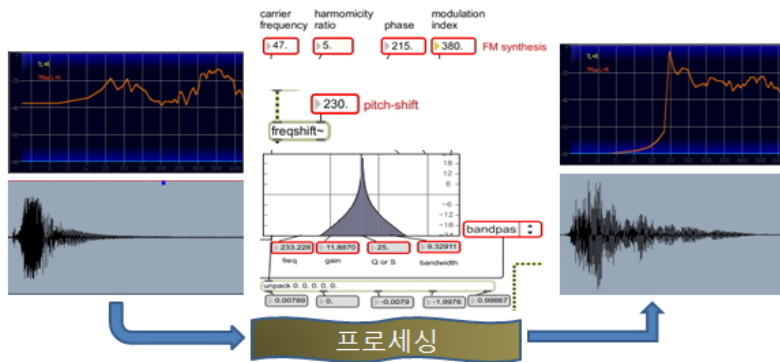 carrier frequency
harmomicity ratio
phase
modulation index
47.
5.
215.
380.
FM synthesis
230.
pitch-shift
freqshift~
18
12
6
-6
-12
-18
bandpas
233.228
11.8870
25.
9.32911
freq
gain
Q or S
bandwidth
unpack 0. 0. 0. 0. 0.
0.00789
0.
-0.0079
-1.9976
0.99867
프로세싱